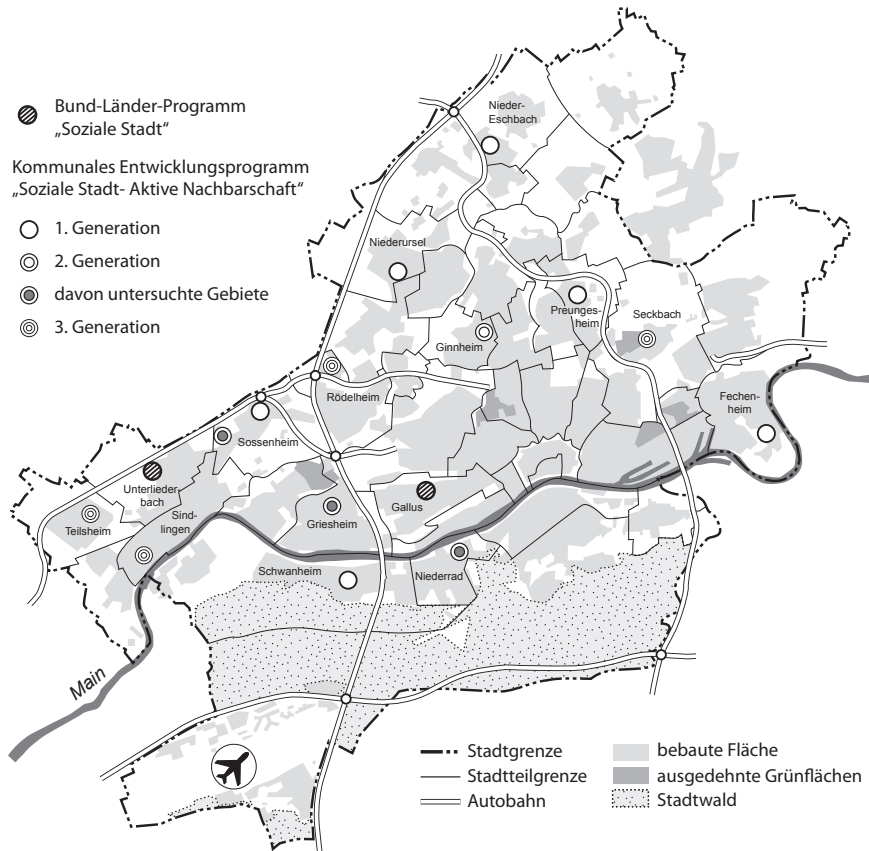 Bund-Länder-Programm
„Soziale Stadt“
Kommunales Entwicklungsprogramm
„Soziale Stadt- Aktive Nachbarschaft“
1. Generation
2. Generation
davon untersuchte Gebiete
3. Generation
Nieder-
Eschbach
Niederursel
Preunges-
heim
Seckbach
Ginnheim
Rödelheim
Fechen-
heim
Sossenheim
Unterlieder-
bach
Gallus
Sind-
lingen
Teilsheim
Griesheim
Schwanheim
Niederrad
Main
Stadtgrenze
Stadtteilgrenze
Autobahn
bebaute Fläche
ausgedehnte Grünflächen
Stadtwald